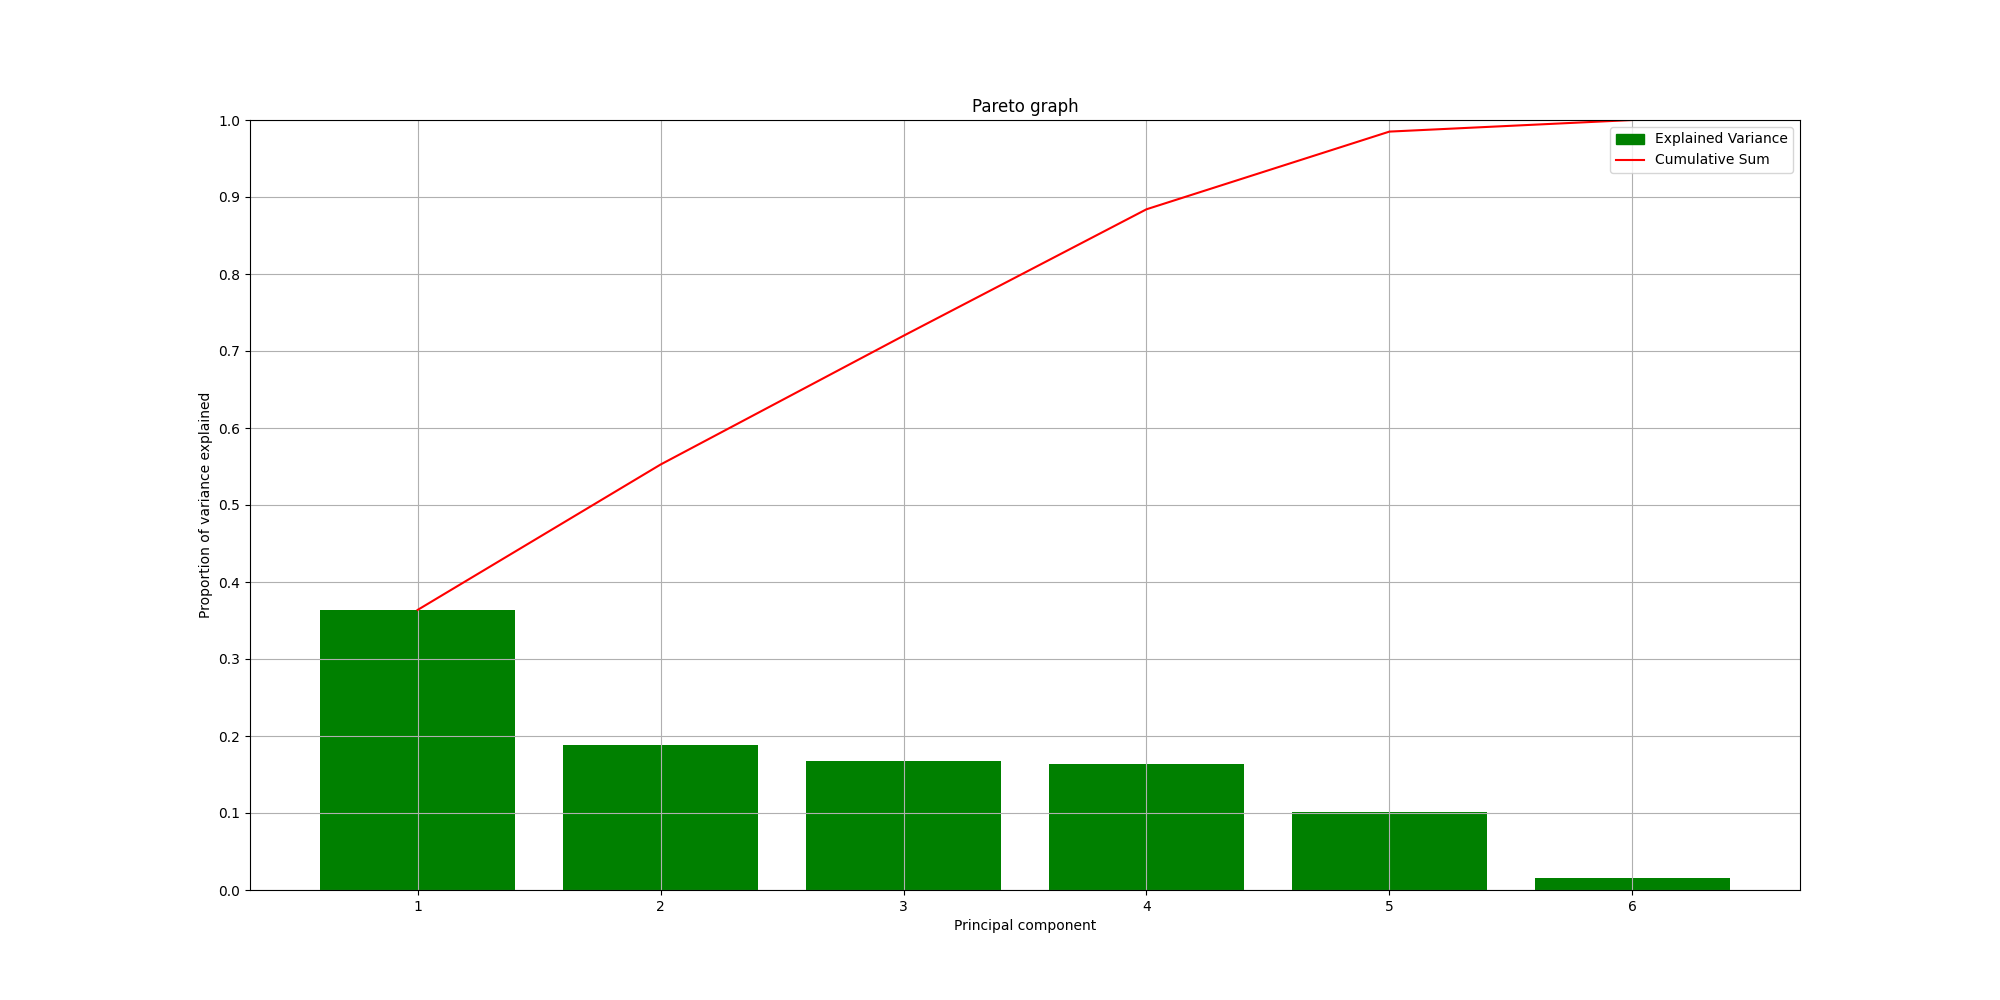 Pareto graph
1.0
0.9
0.8
0.7
0.6
0.5
0.4
0.3
0.2
0.1
0.0
Proportion of variance explained
Explained Variance
Cumulative Sum
1 2 3 4 5 6
Principal component